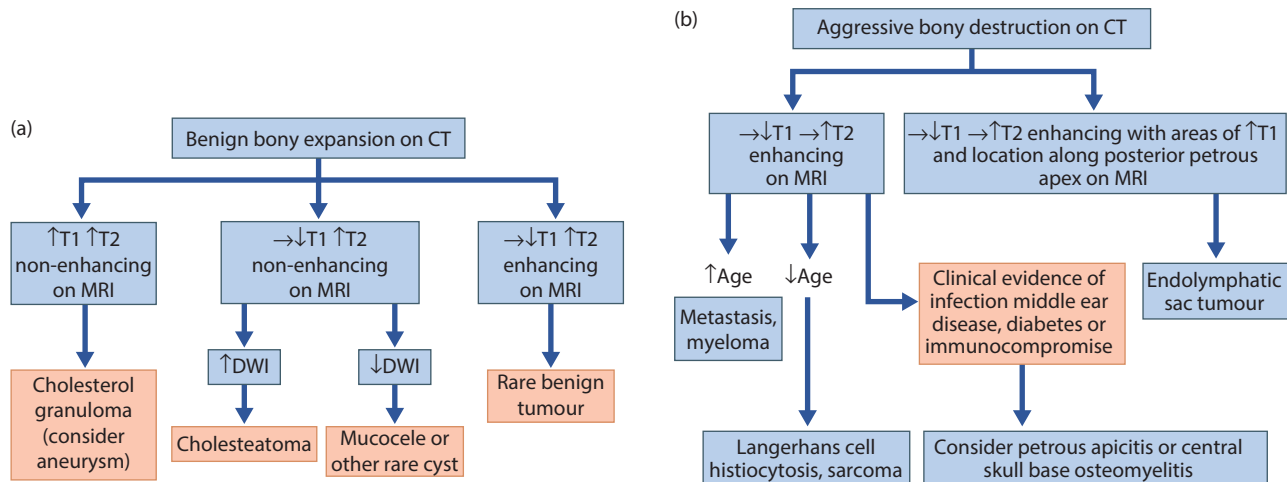 (a)
Benign bony expansion on CT
↑T1 ↑T2
non-enhancing
on MRI
→↓T1 ↑T2
non-enhancing
on MRI
→↓T1 ↑T2
enhancing
on MRI
↑DWI
↓DWI
Cholesterol
granuloma
(consider
aneurysm)
Cholesteatoma
Mucocele or
other rare cyst
Rare benign
tumour
(b)
Aggressive bony destruction on CT
→↓T1 →↑T2
enhancing
on MRI
→↓T1 →↑T2 enhancing with areas of ↑T1
and location along posterior petrous
apex on MRI
↑Age
Metastasis,
myeloma
↓Age
Clinical evidence of
infection middle ear
disease, diabetes or
immunocompromise
Endolymphatic
sac tumour
Langerhans cell
histiocytosis, sarcoma
Consider petrous apicitis or central
skull base osteomyelitis